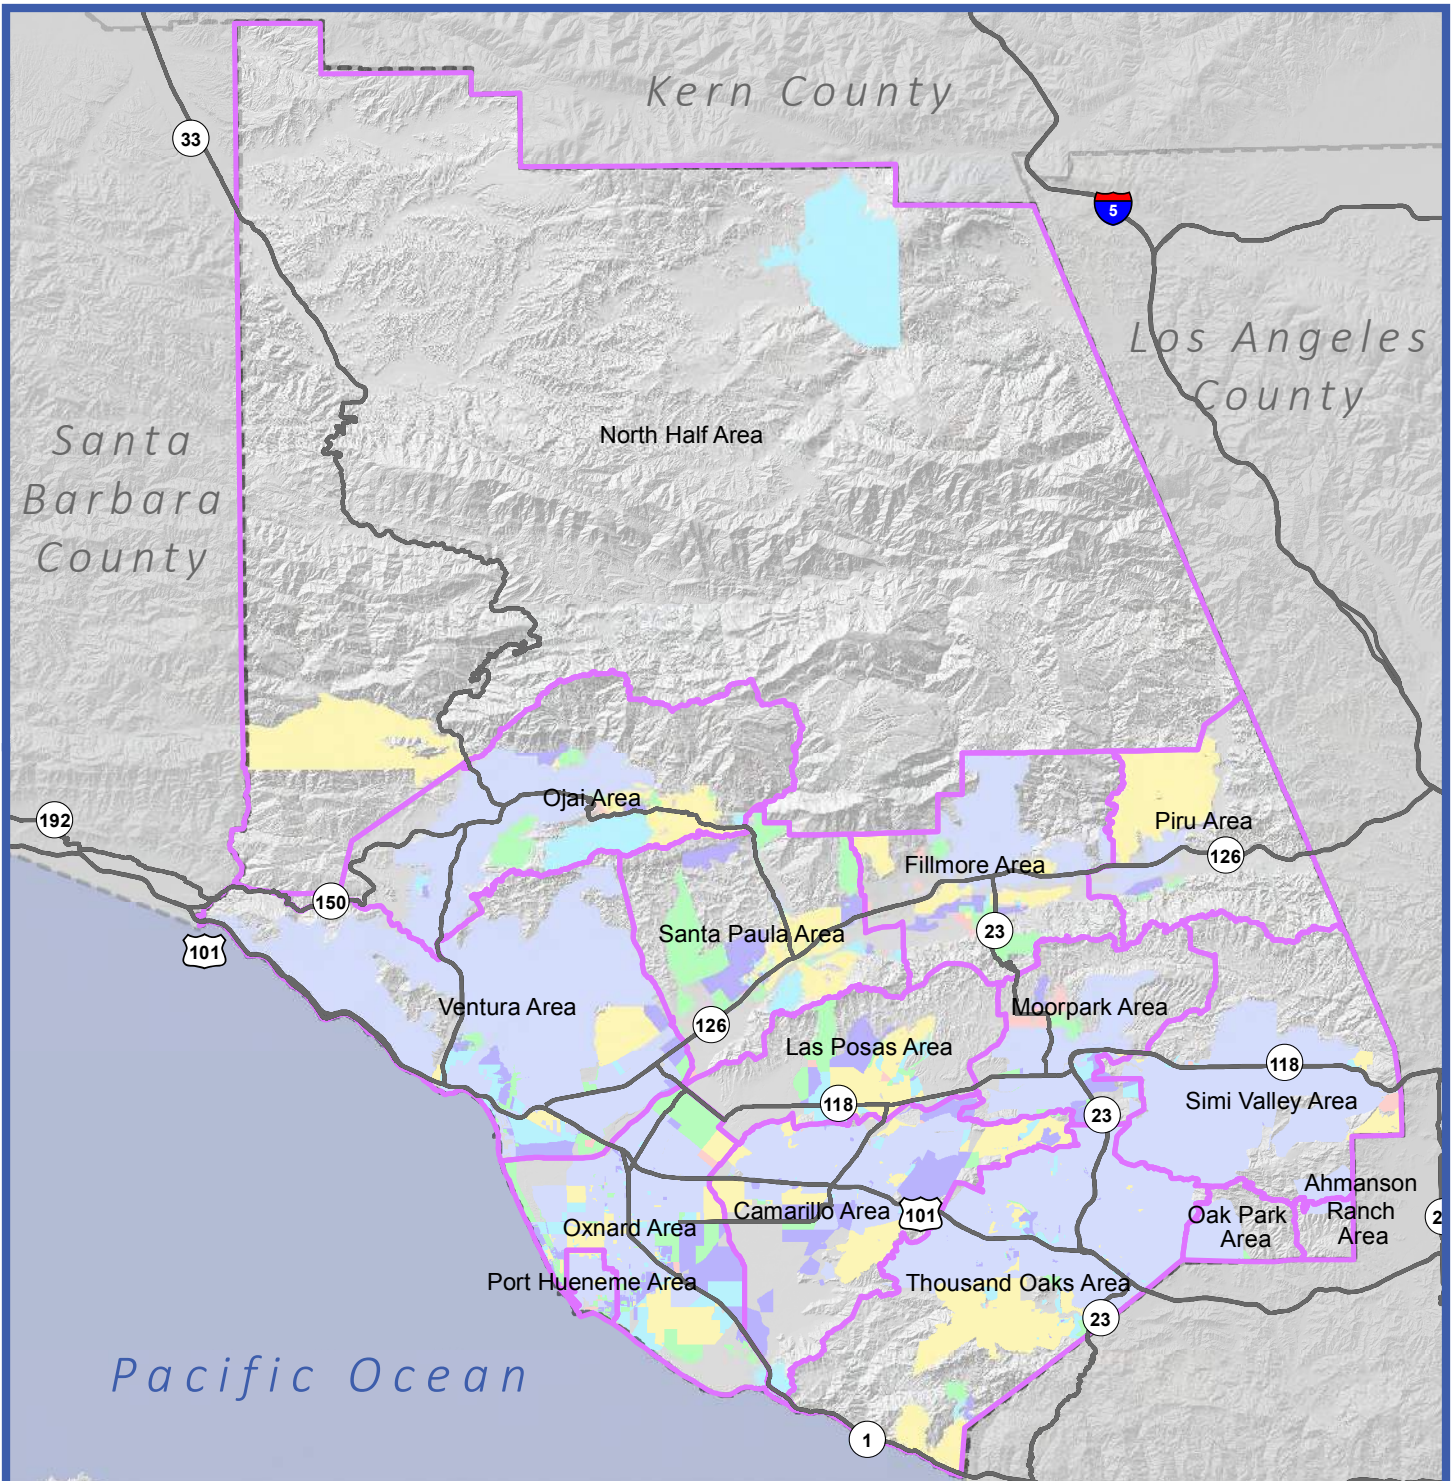 Kern County
33
5
Los Angeles
County
Santa
Barbara
County
North Half Area
Ojai Area
192
Piru Area
126
Fillmore Area
150
23
Santa Paula Area
101
Ventura Area
Moorpark Area
126
Las Posas Area
118
118
Simi Valley Area
23
Ahmanson
Ranch
Area
Oak Park
Area
Camarillo Area
101
Oxnard Area
Port Hueneme Area
Thousand Oaks Area
23
Pacific Ocean
1